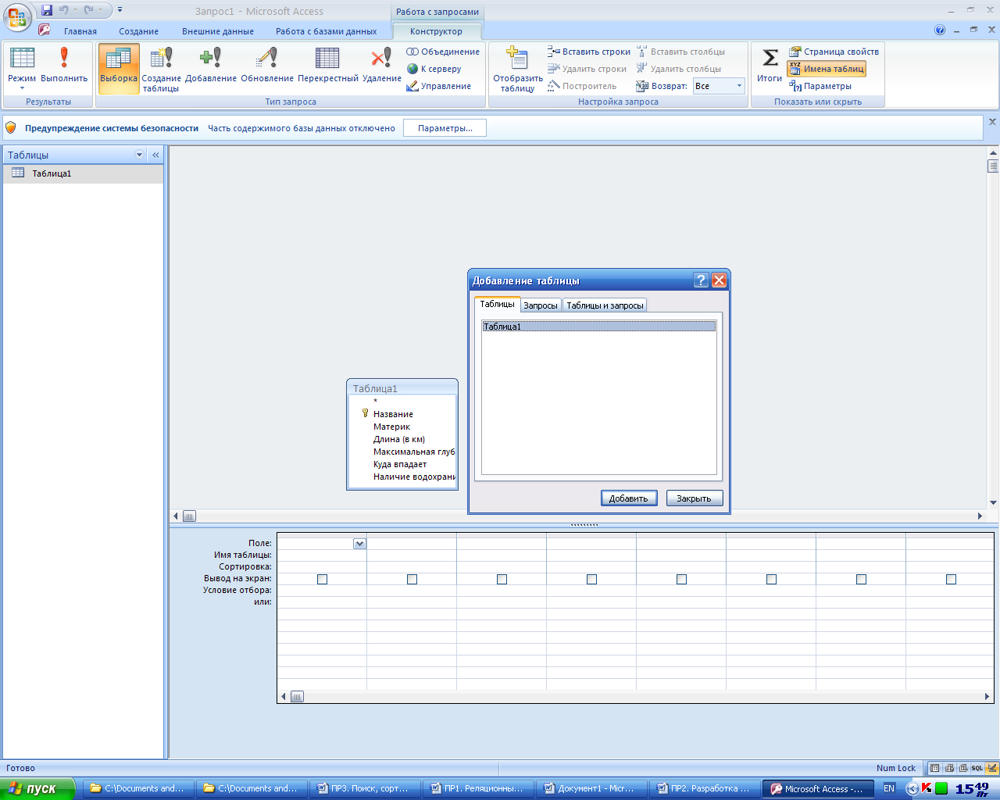 Запрос1 - Microsoft Access
Работа с запросами
Главная
Создание
Внешние данные
Работа с базами данных
Конструктор
Режим
Выполнить
Результаты
Выборка
Создание таблицы
Добавление
Обновление
Перекрестный
Удаление
Объединение
К серверу
Управление
Тип запроса
Отобразить таблицу
Вставить строки
Удалить строки
Построитель
Вставить столбцы
Удалить столбцы
Возврат: Все
Настройка запроса
Итоги
Страница свойств
XYZ Имена таблиц
Параметры
Показать или скрыть
Предупреждение системы безопасности Часть содержимого базы данных отключено Параметры...
Таблицы
Таблица1
Таблица1
*
Название
Материк
Длина (в км)
Максимальная глуб
Куда впадает
Наличие водохрани
Добавление таблицы
Таблицы Запросы Таблицы и запросы
Таблица1
Добавить Закрыть
Поле:
Имя таблицы:
Сортировка:
Вывод на экран:
Условие отбора:
или:
Готово
Num Lock
SQL
пуск
C:\Documents and...
C:\Documents and...
ПР3. Поиск, сорт...
ПР1. Реляционны...
Документ1 - Micr...
ПР2. Разработка ...
Microsoft Access -...
EN
15 49
Пт